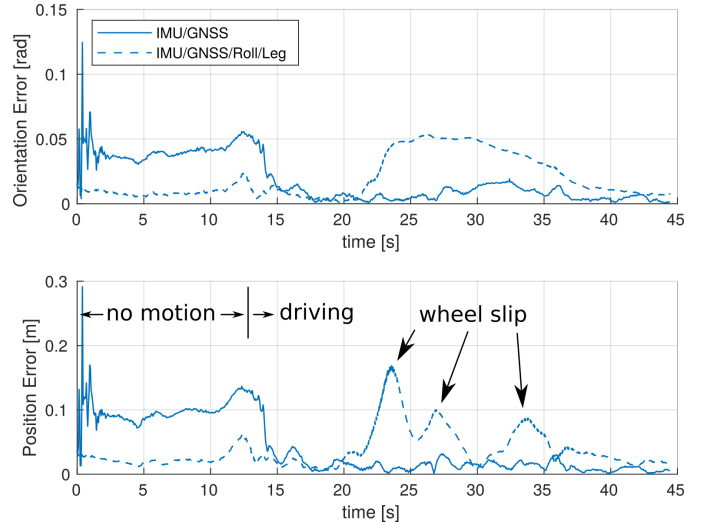 0.15
IMU/GNSS
IMU/GNSS/Roll/Leg
0.1
0.05
0
Orientation Error [rad]
0 5 10 15 20 25 30 35 40 45
time [s]
0.3
no motion driving wheel slip
0.2
0.1
0
Position Error [m]
0 5 10 15 20 25 30 35 40 45
time [s]